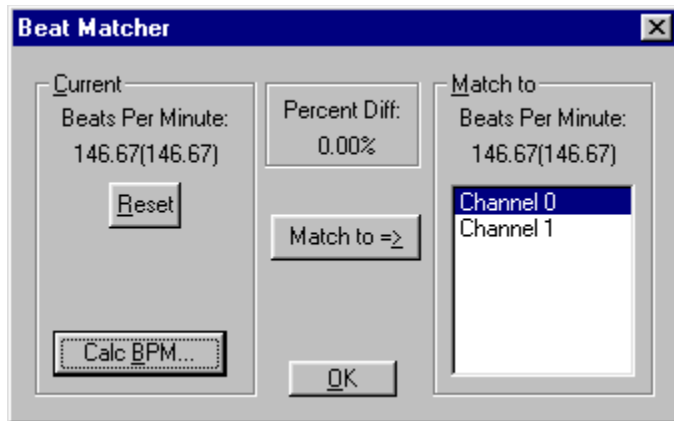 Beat Matcher
Current
Beats Per Minute:
146.67(146.67)
Reset
Calc BPM...
Percent Diff:
0.00%
Match to =>
OK
Match to
Beats Per Minute:
146.67(146.67)
Channel 0
Channel 1